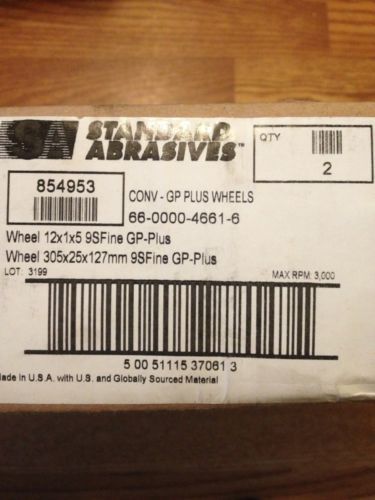 SA STANDARD
ABRASIVES™
QTY
2
854953
CONV - GP PLUS WHEELS
66-0000-4661-6
Wheel 12x1x5 9SFine GP-Plus
Wheel 305x25x127mm 9SFine GP-Plus
LOT: 3199
MAX RPM: 3,000
5 00 51115 37061 3
Made in U.S.A. with U.S. and Globally Sourced Material